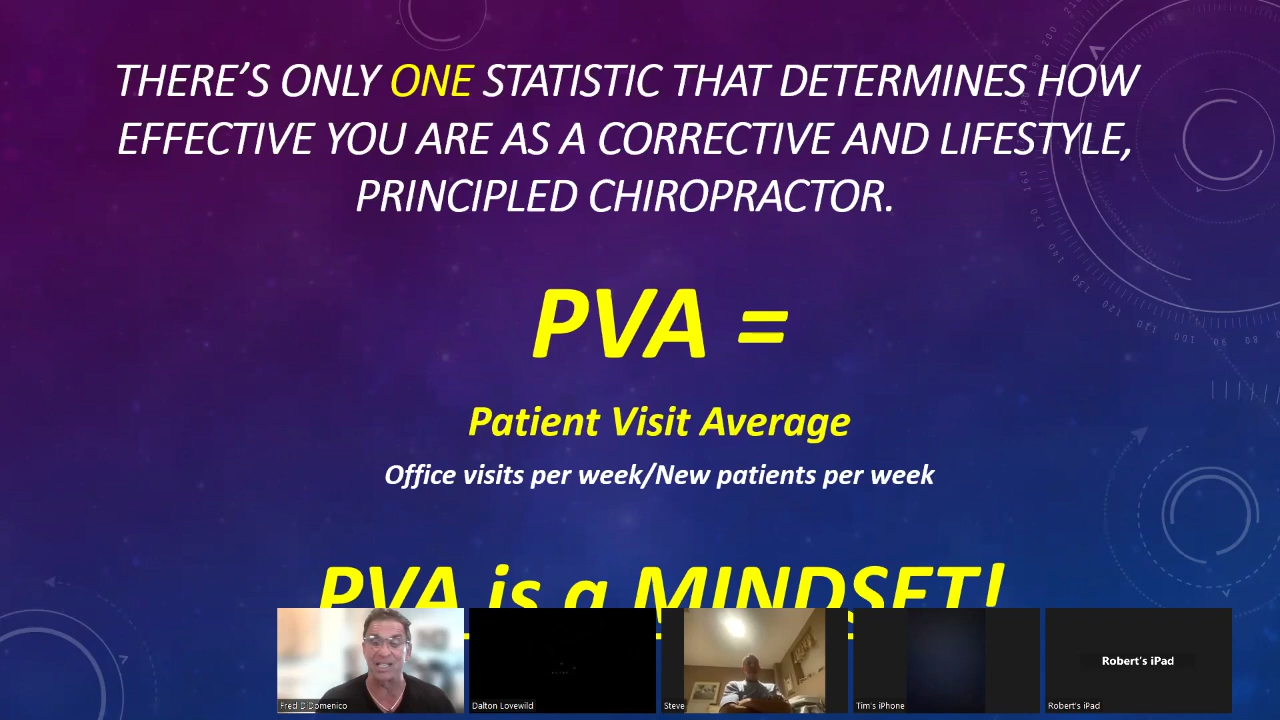 THERE'S ONLY ONE STATISTIC THAT DETERMINES HOW
EFFECTIVE YOU ARE AS A CORRECTIVE AND LIFESTYLE,
PRINCIPLED CHIROPRACTOR.
PVA =
Patient Visit Average
Office visits per week/New patients per week
PVA is a MINDSET!
Fred DiDomenico
Dalton Lovewild
Steve
Tim's iPhone
Robert's iPad
Robert's iPad